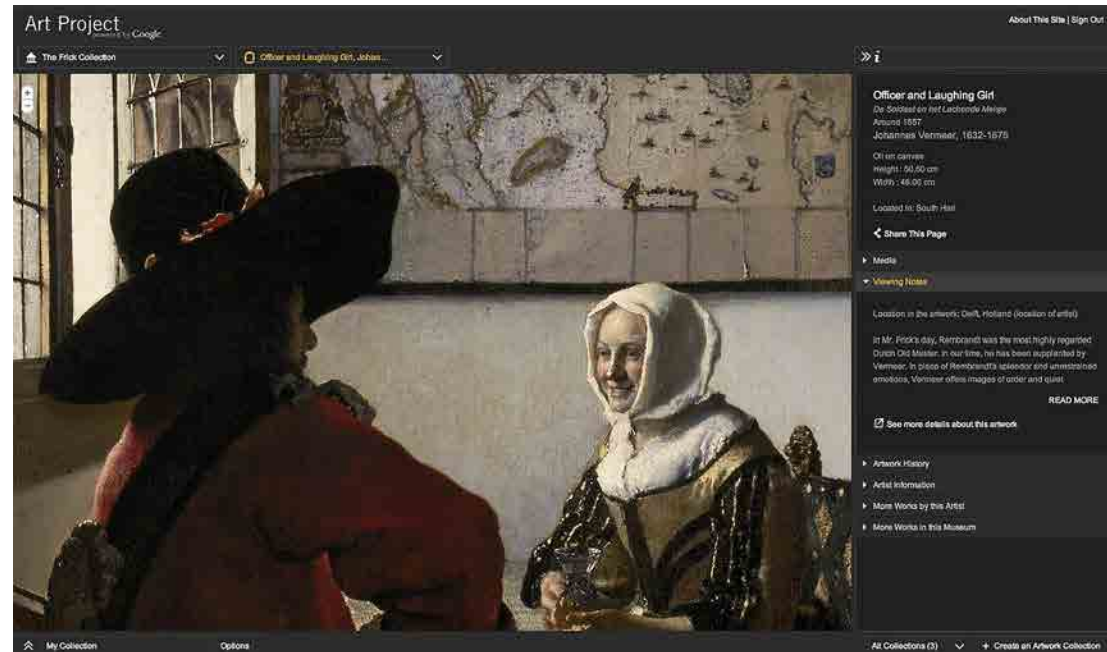 Art Project
powered by Google
About This Site | Sign Out
The Frick Collection
Officer and Laughing Girl, Johan...
i
Officer and Laughing Girl
De Soldaat en het Lachende Meisje
Around 1657
Johannes Vermeer, 1632-1675
Oil on canvas
Height : 50.50 cm
Width : 46.00 cm
Located in: South Hall
Share This Page
Media
Viewing Notes
Location in the artwork: Delft, Holland (location of artist)
In Mr. Frick's day, Rembrandt was the most highly regarded
Dutch Old Master. In our time, he has been supplanted by
Vermeer. In place of Rembrandt's splendor and unrestrained
emotions, Vermeer offers images of order and quiet
READ MORE
See more details about this artwork
Artwork History
Artist Information
More Works by this Artist
More Works in this Museum
My Collection
Options
All Collections (3)
+ Create an Artwork Collection